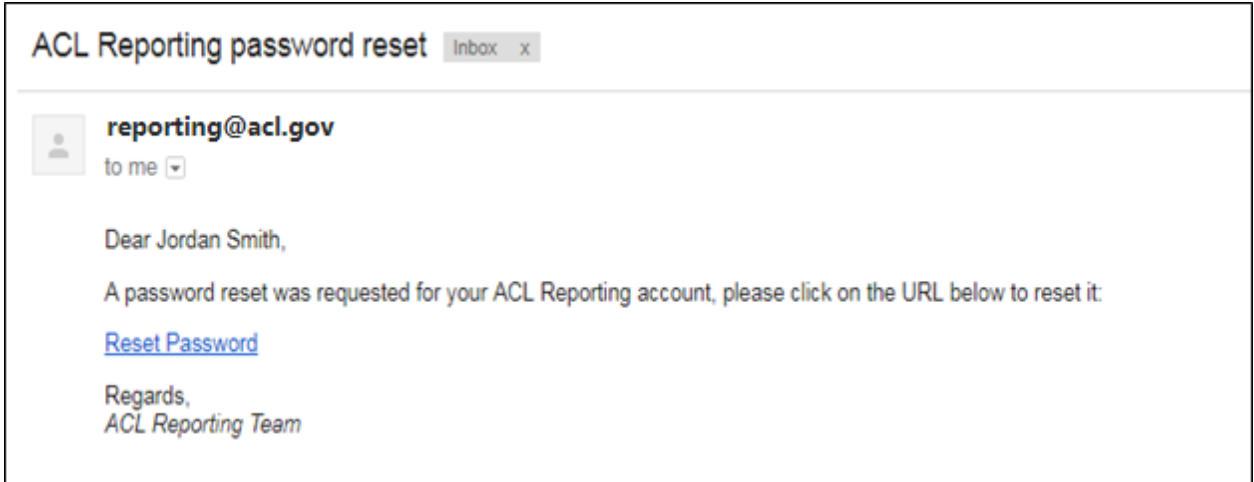 ACL Reporting password reset Inbox x
reporting@acl.gov
to me
Dear Jordan Smith,
A password reset was requested for your ACL Reporting account, please click on the URL below to reset it:
Reset Password
Regards,
ACL Reporting Team